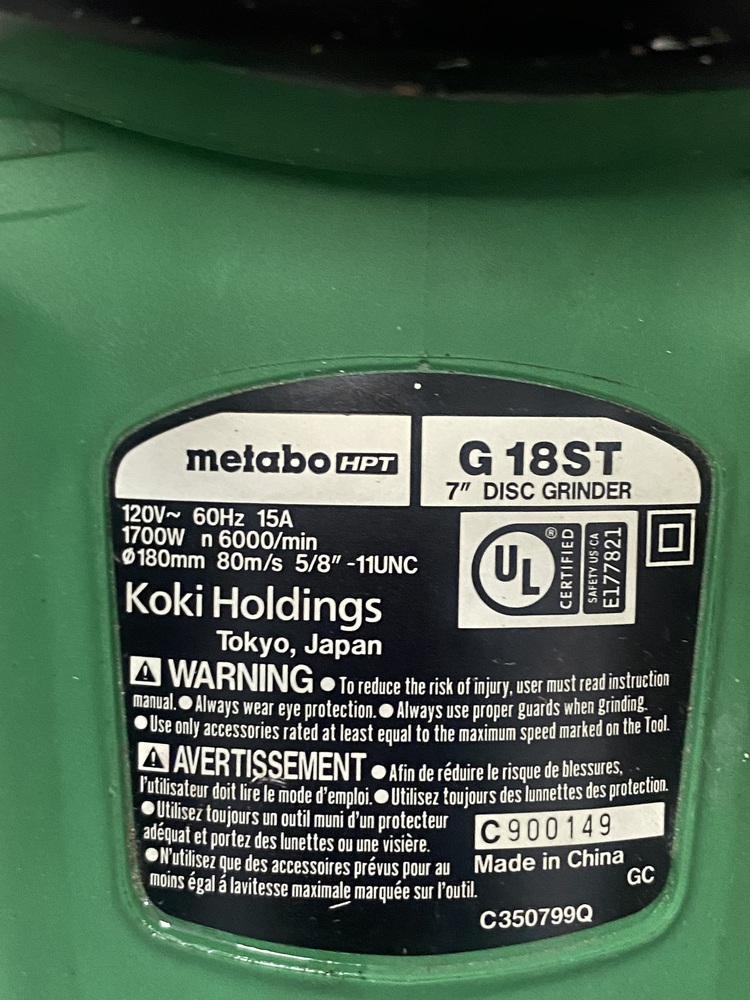 metabo HPT
G 18ST
7" DISC GRINDER
120V~ 60Hz 15A
1700W n 6000/min
Ø180mm 80m/s 5/8" -11UNC
UL ®
CERTIFIED
SAFETY US·CA
E177821
Koki Holdings
Tokyo, Japan
WARNING ●To reduce the risk of injury, user must read instruction
manual.●Always wear eye protection.●Always use proper guards when grinding.
●Use only accessories rated at least equal to the maximum speed marked on the Tool.
AVERTISSEMENT ●Afin de réduire le risque de blessures,
l'utilisateur doit lire le mode d'emploi.●Utilisez toujours des lunnettes des protection.
●Utilisez toujours un outil muni d'un protecteur
adéquat et portez des lunettes ou une visière.
●N'utilisez que des accessoires prévus pour au
moins égal á lavitesse maximale marquée sur l'outil.
C900149
Made in China
GC
C350799Q